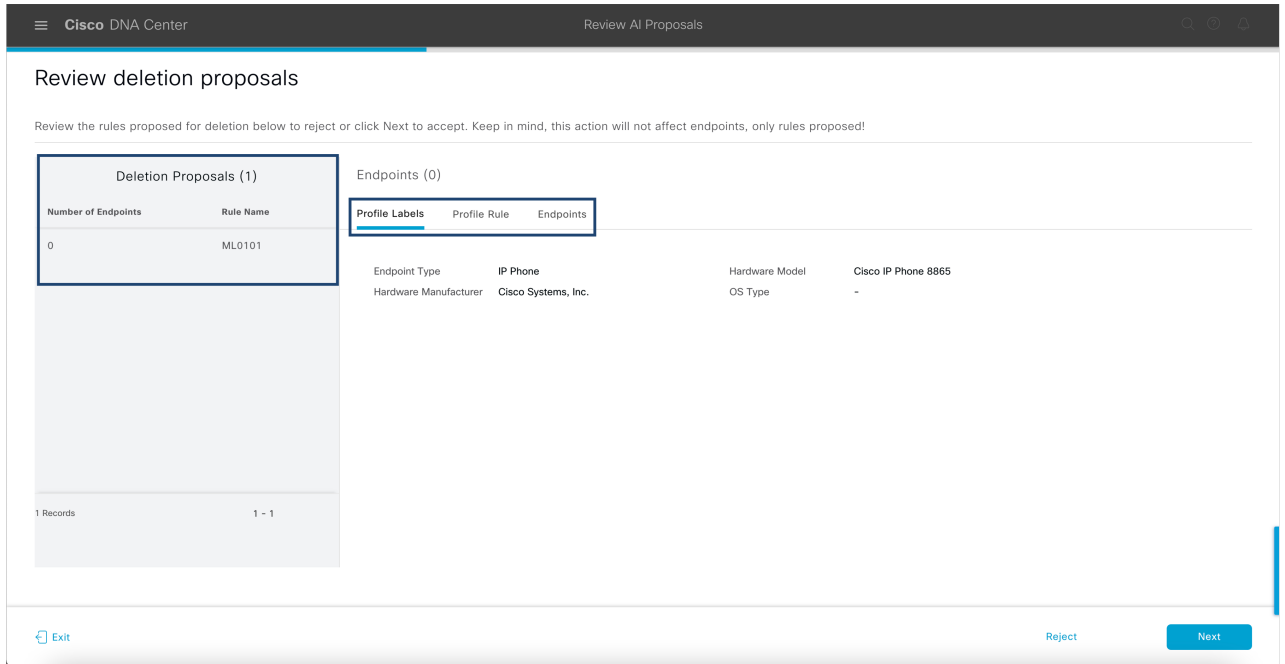 Cisco DNA Center
Review AI Proposals
Review deletion proposals
Review the rules proposed for deletion below to reject or click Next to accept. Keep in mind, this action will not affect endpoints, only rules proposed!
Deletion Proposals (1)
Number of Endpoints Rule Name
0 ML0101
1 Records 1 - 1
Endpoints (0)
Profile Labels Profile Rule Endpoints
Endpoint Type IP Phone Hardware Model Cisco IP Phone 8865
Hardware Manufacturer Cisco Systems, Inc. OS Type -
Exit Reject Next